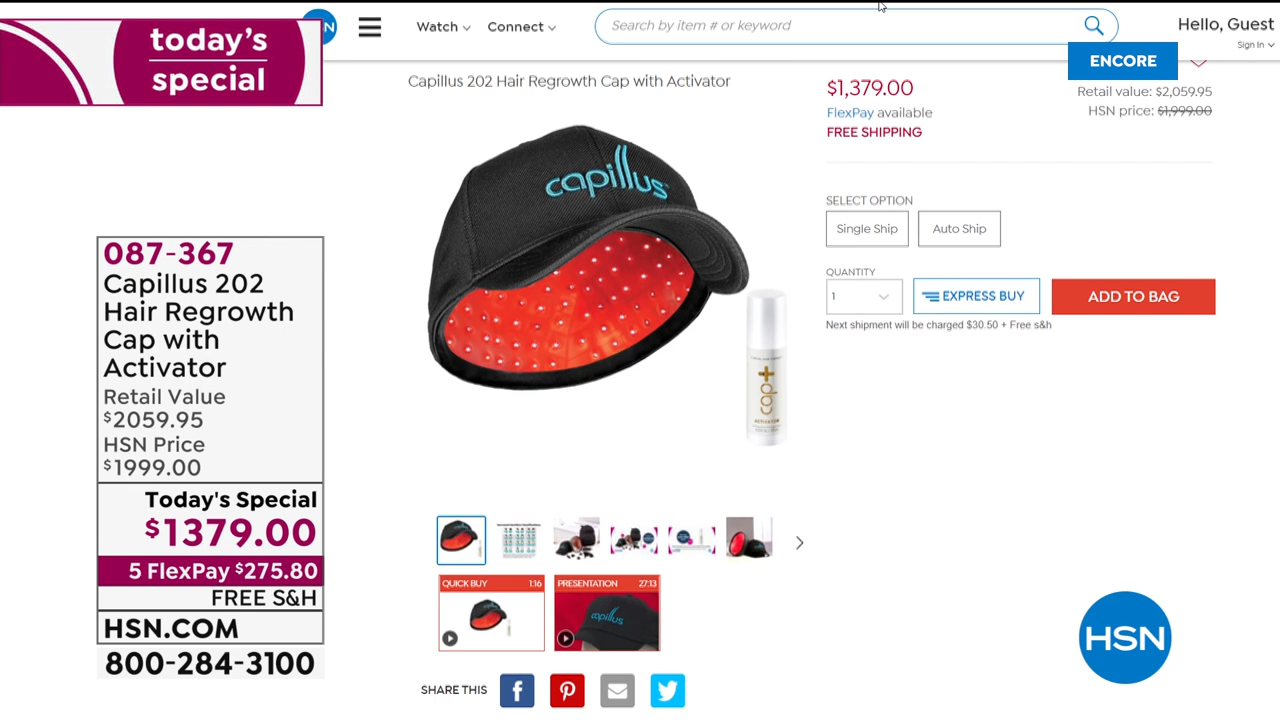 today's
special
HSN
Watch
Connect
Search by item # or keyword
Hello, Guest
Sign In
ENCORE
Capillus 202 Hair Regrowth Cap with Activator
$1,379.00
FlexPay available
FREE SHIPPING
Retail value: $2,059.95
HSN price: $1,999.00
capillus
cap+
ACTIVATOR
SELECT OPTION
Single Ship
Auto Ship
QUANTITY
1
EXPRESS BUY
ADD TO BAG
Next shipment will be charged $30.50 + Free s&h
087-367
Capillus 202
Hair Regrowth
Cap with
Activator
Retail Value
$2059.95
HSN Price
$1999.00
Today's Special
$1379.00
5 FlexPay $275.80
FREE S&H
HSN.COM
800-284-3100
QUICK BUY 1:16
PRESENTATION 27:13
capillus
SHARE THIS
HSN